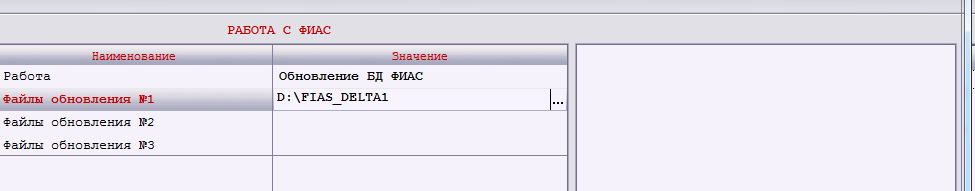 РАБОТА С ФИАС
Наименование Значение
Работа Обновление БД ФИАС
Файлы обновления №1 D:\FIAS_DELTA1 ...
Файлы обновления №2
Файлы обновления №3